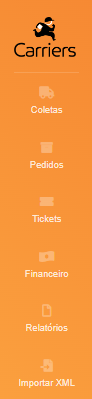 Carriers
Coletas
Pedidos
Tickets
Financeiro
Relatórios
Importar XML